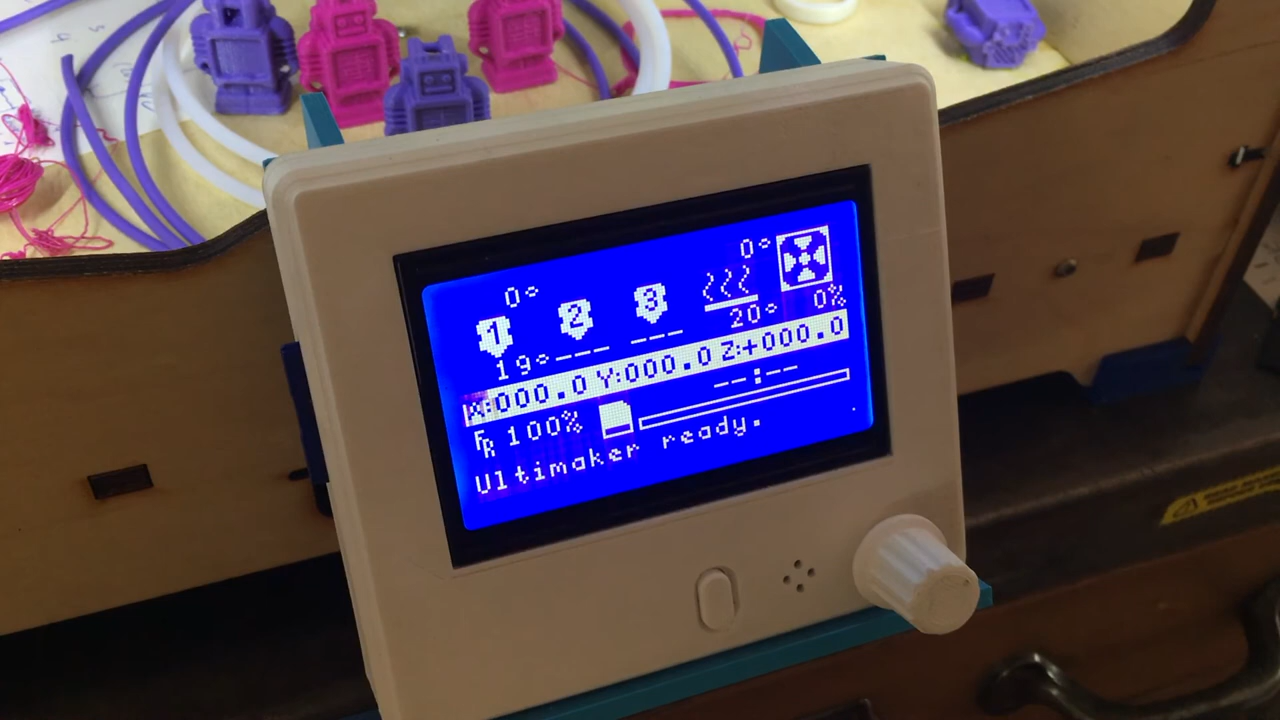 0° 0°
1 2 3
19° --- --- 20° 0%
X:000.0 Y:000.0 Z:+000.0
FR 100% --:--
Ultimaker ready.